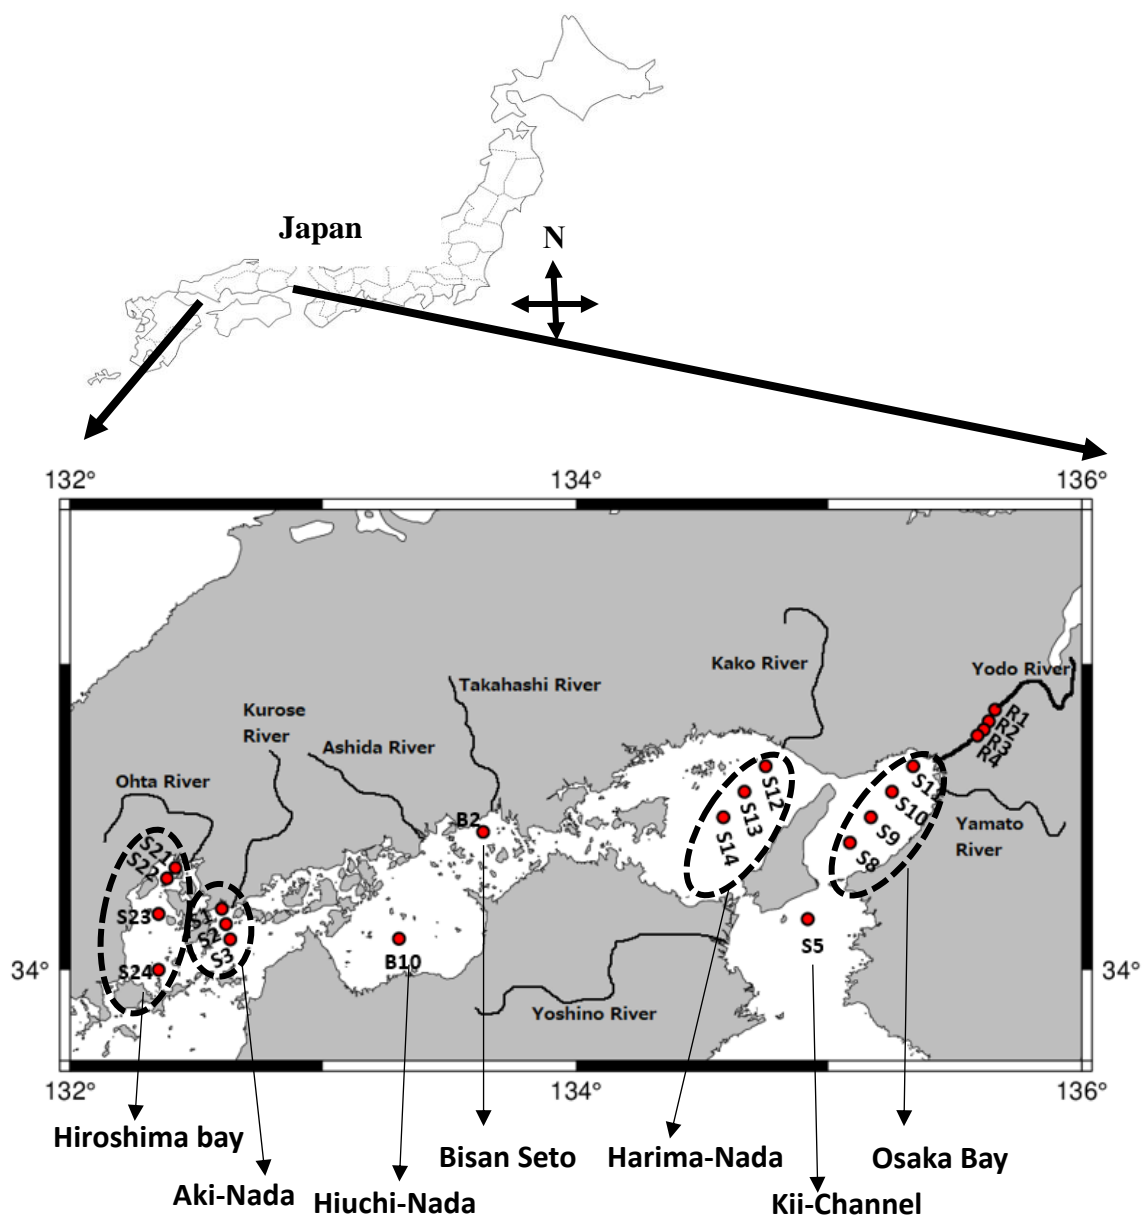 Japan
N
132°
134°
136°
Kako River
Yodo River
Takahashi River
Kurose
River
Ashida River
Ohta River
R1
R2
R3
R4
S11
S10
S9
S8
Yamato
River
S12
S13
S14
B2
S21
S22
S23
S24
S1
S2
S3
B10
S5
34°
34°
Yoshino River
132°
134°
136°
Hiroshima bay
Aki-Nada
Hiuchi-Nada
Bisan Seto
Harima-Nada
Kii-Channel
Osaka Bay